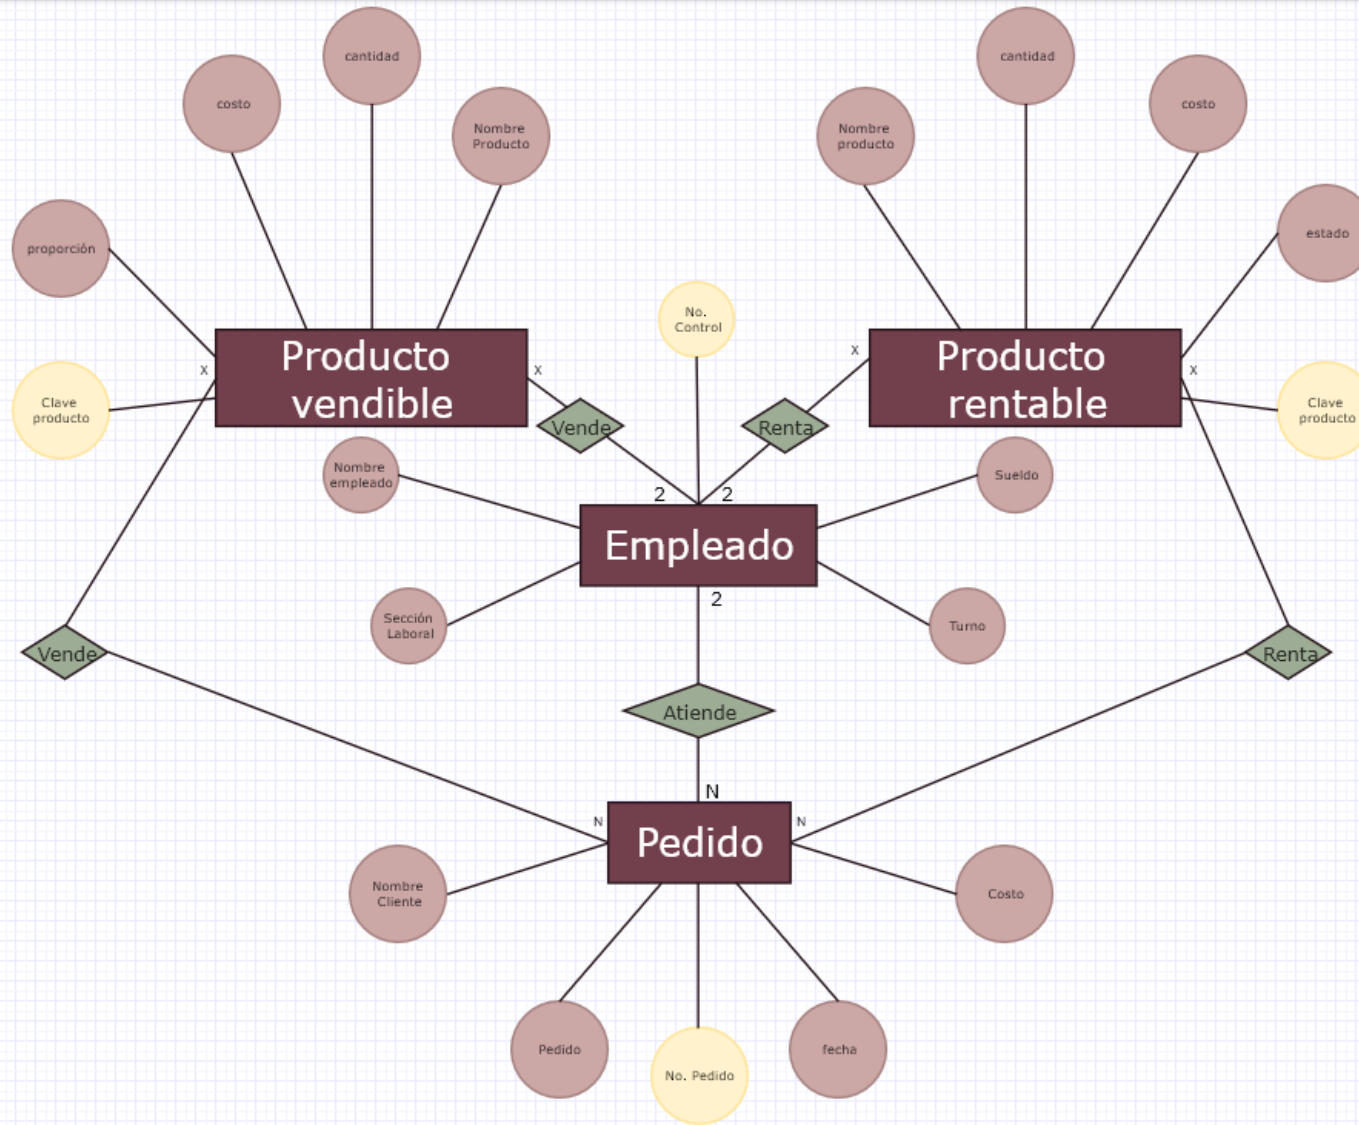 cantidad
cantidad
costo
costo
Nombre
Producto
Nombre
producto
estado
proporción
No.
Control
Producto
vendible
Producto
rentable
x
x
x
x
Clave
producto
Clave
producto
Vende
Renta
Nombre
empleado
Sueldo
2
2
Empleado
2
Sección
Laboral
Turno
Vende
Renta
Atiende
N
N
N
Pedido
Nombre
Cliente
Costo
Pedido
fecha
No. Pedido